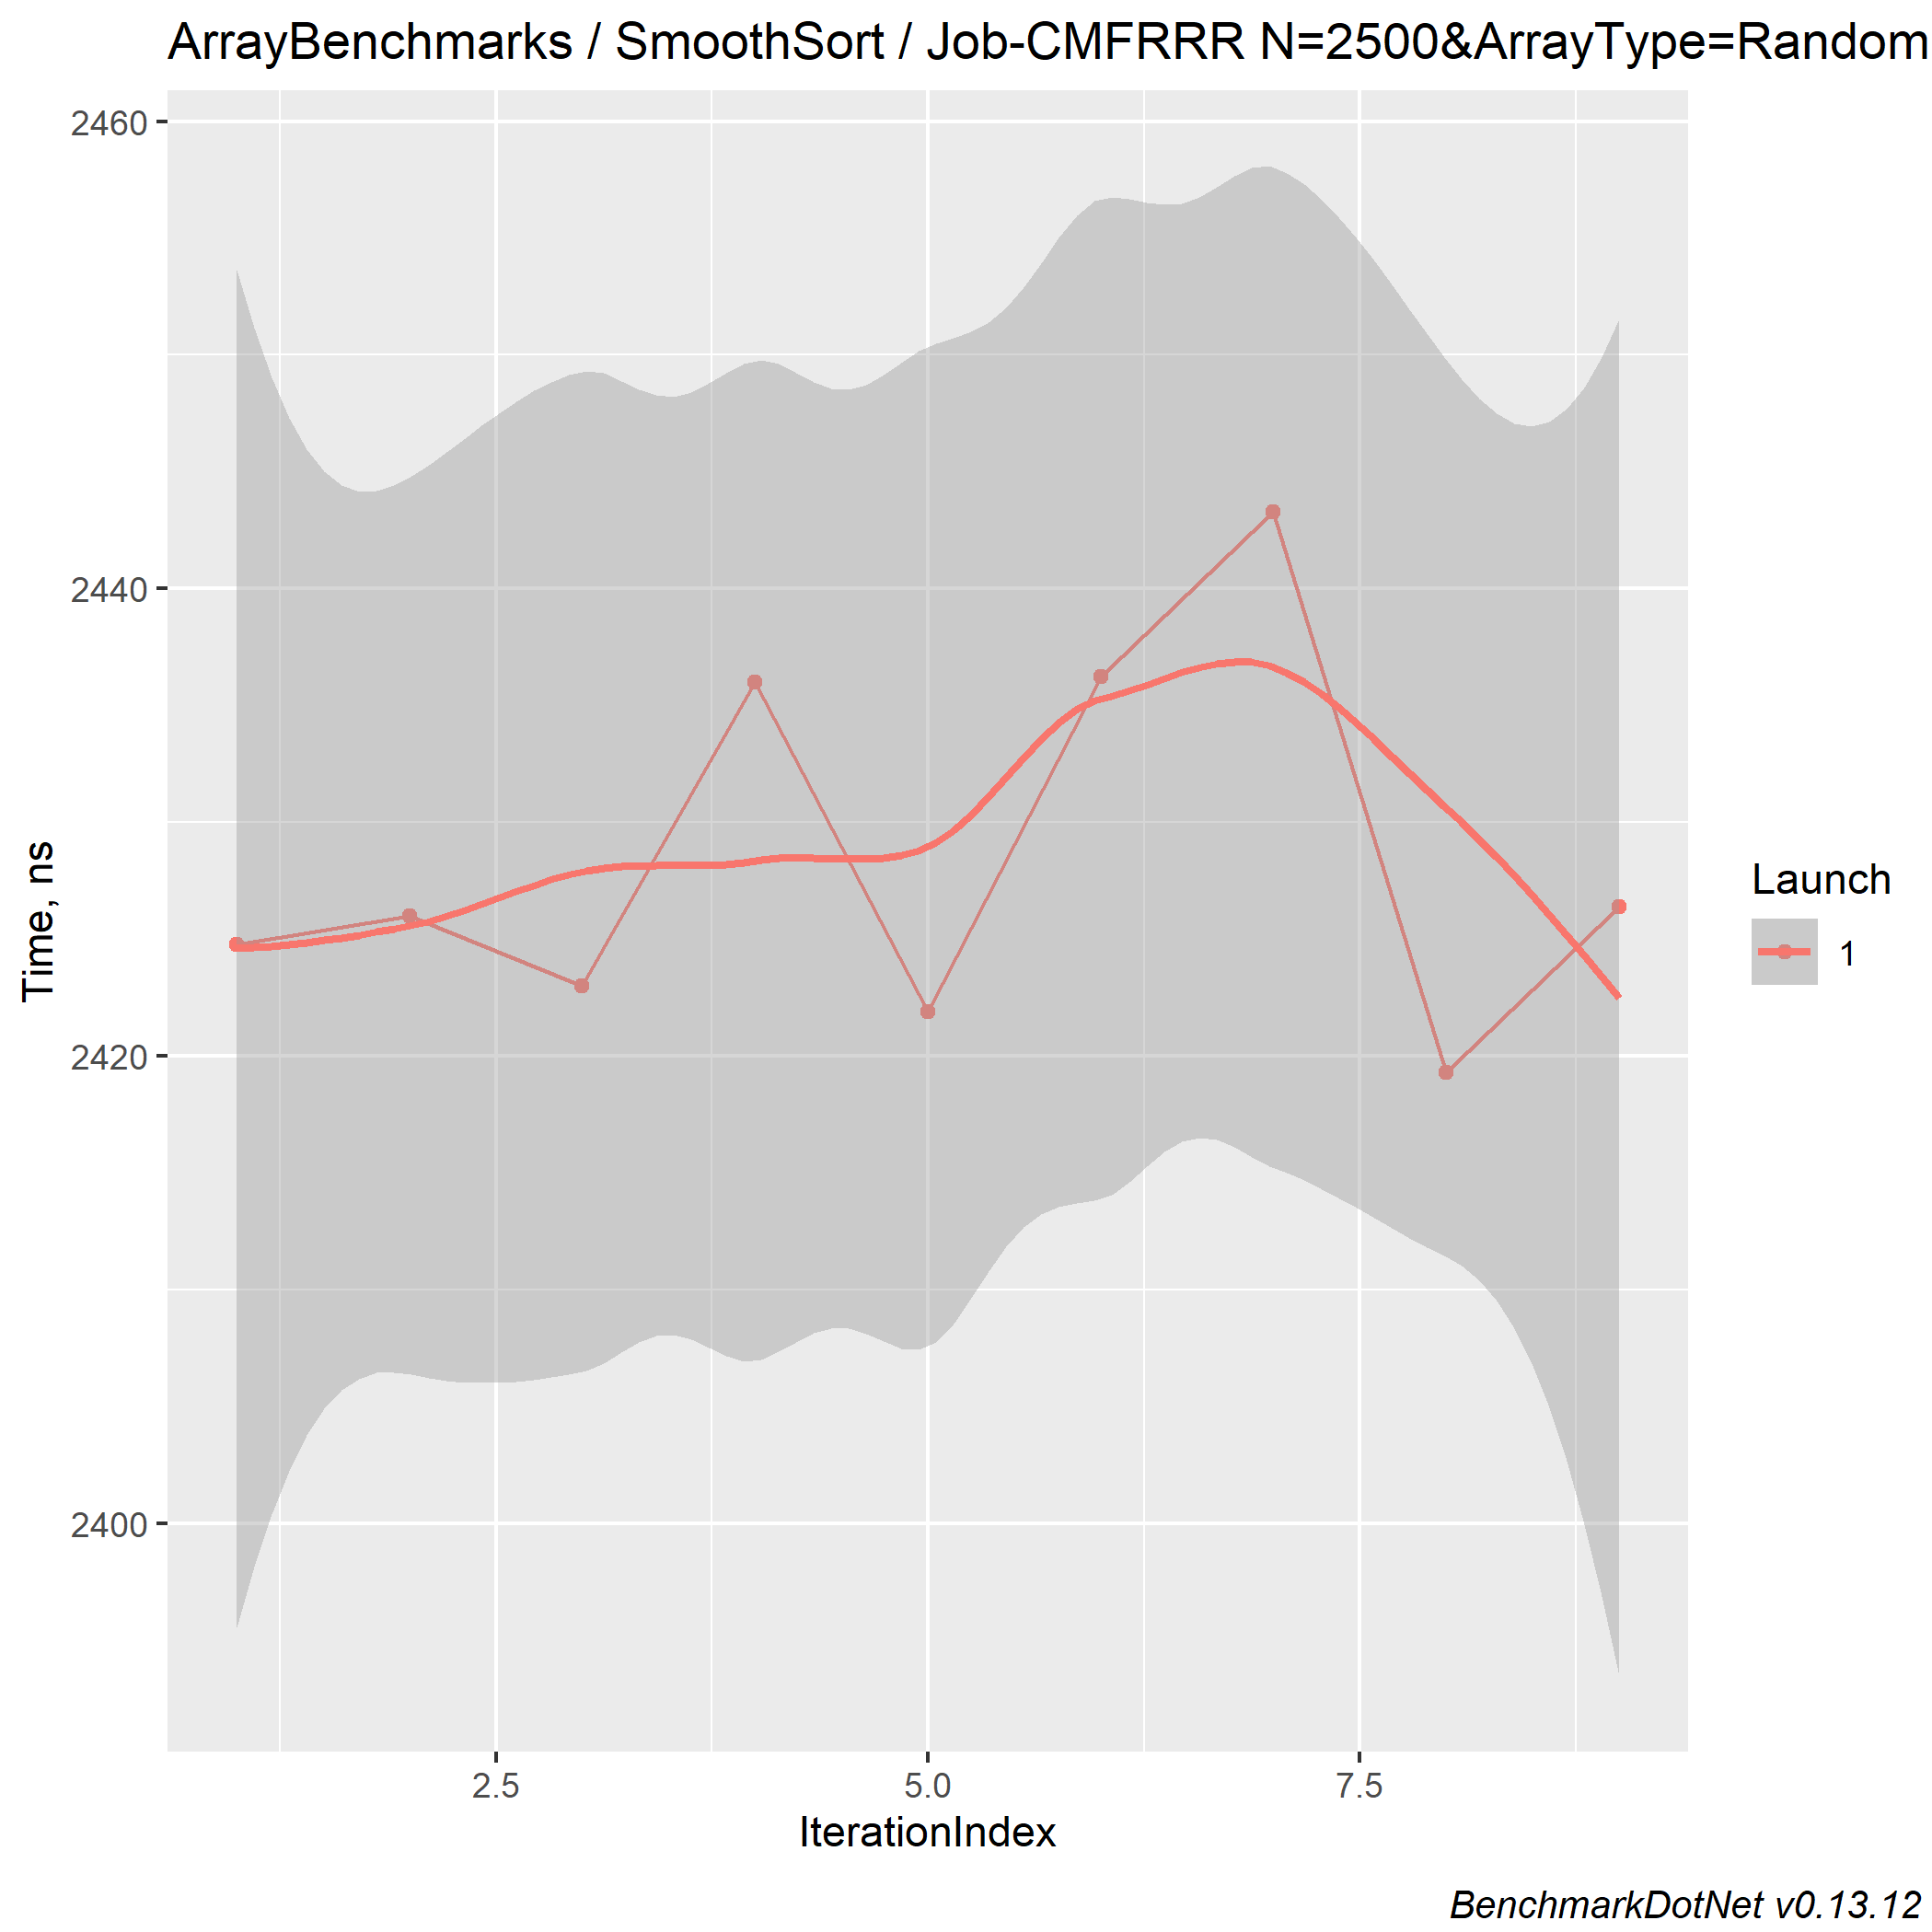 ArrayBenchmarks / SmoothSort / Job-CMFRRR N=2500&ArrayType=Random
2460
2440
2420
2400
Time, ns
2.5 5.0 7.5
IterationIndex
Launch
1
BenchmarkDotNet v0.13.12